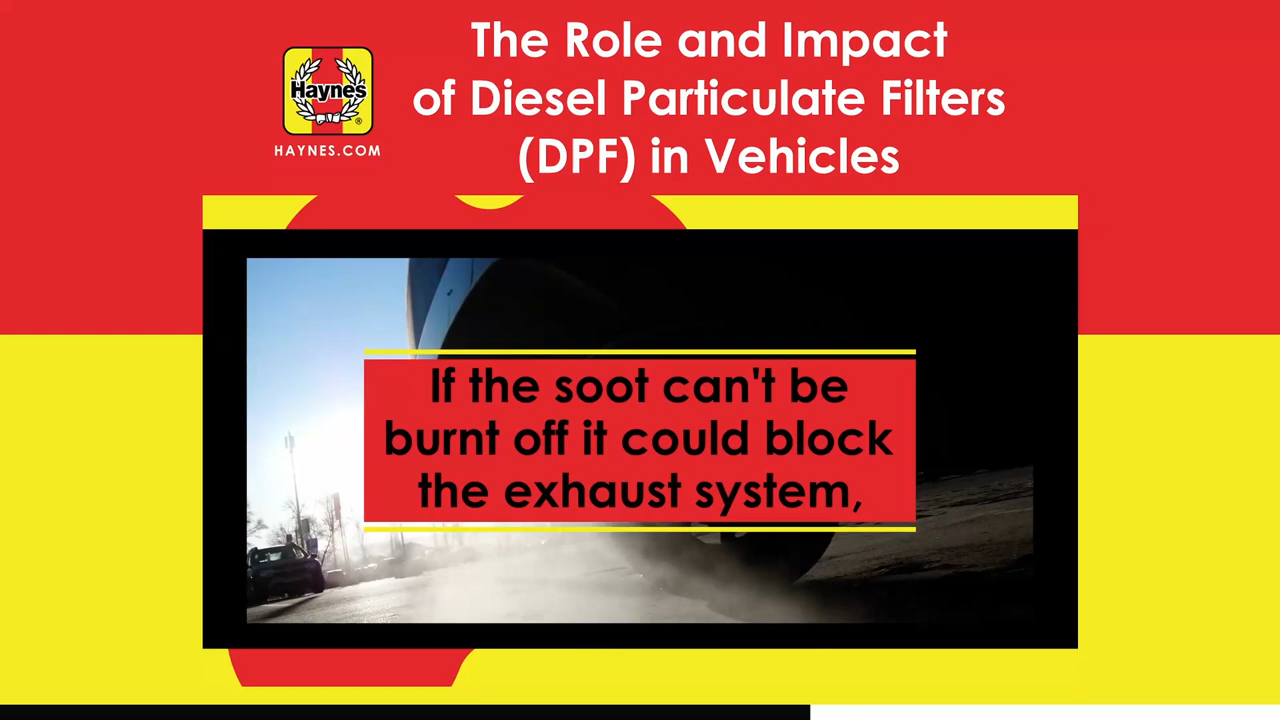 The Role and Impact
of Diesel Particulate Filters
(DPF) in Vehicles
Haynes
HAYNES.COM
If the soot can't be
burnt off it could block
the exhaust system,